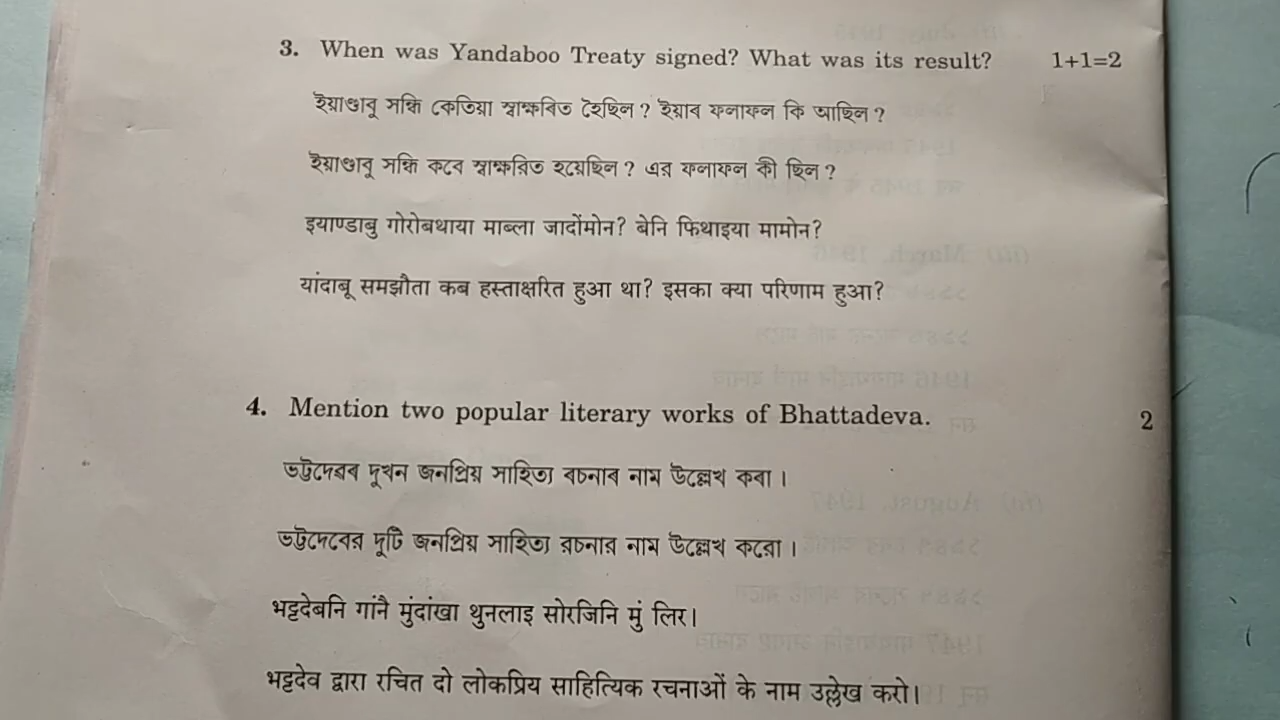 3. When was Yandaboo Treaty signed? What was its result? 1+1=2
ইয়াণ্ডাবু সন্ধি কেতিয়া স্বাক্ষৰিত হৈছিল? ইয়াৰ ফলাফল কি আছিল?
ইয়াণ্ডাবু সন্ধি কবে স্বাক্ষরিত হয়েছিল? এর ফলাফল কী ছিল?
इयाण्डाबु गोरोबथाया माब्ला जादोंमोन? बेनि फिथाइया मामोन?
यांदाबू समझौता कब हस्ताक्षरित हुआ था? इसका क्या परिणाम हुआ?
4. Mention two popular literary works of Bhattadeva. 2
ভট্টদেৱৰ দুখন জনপ্ৰিয় সাহিত্য ৰচনাৰ নাম উল্লেখ কৰা।
ভট্টদেবের দুটি জনপ্রিয় সাহিত্য রচনার নাম উল্লেখ করো।
भट्टदेबनि गांनै मुंदांखा थुनलाइ सोरजिनि मुं लिर।
भट्टदेव द्वारा रचित दो लोकप्रिय साहित्यिक रचनाओं के नाम उल्लेख करो।